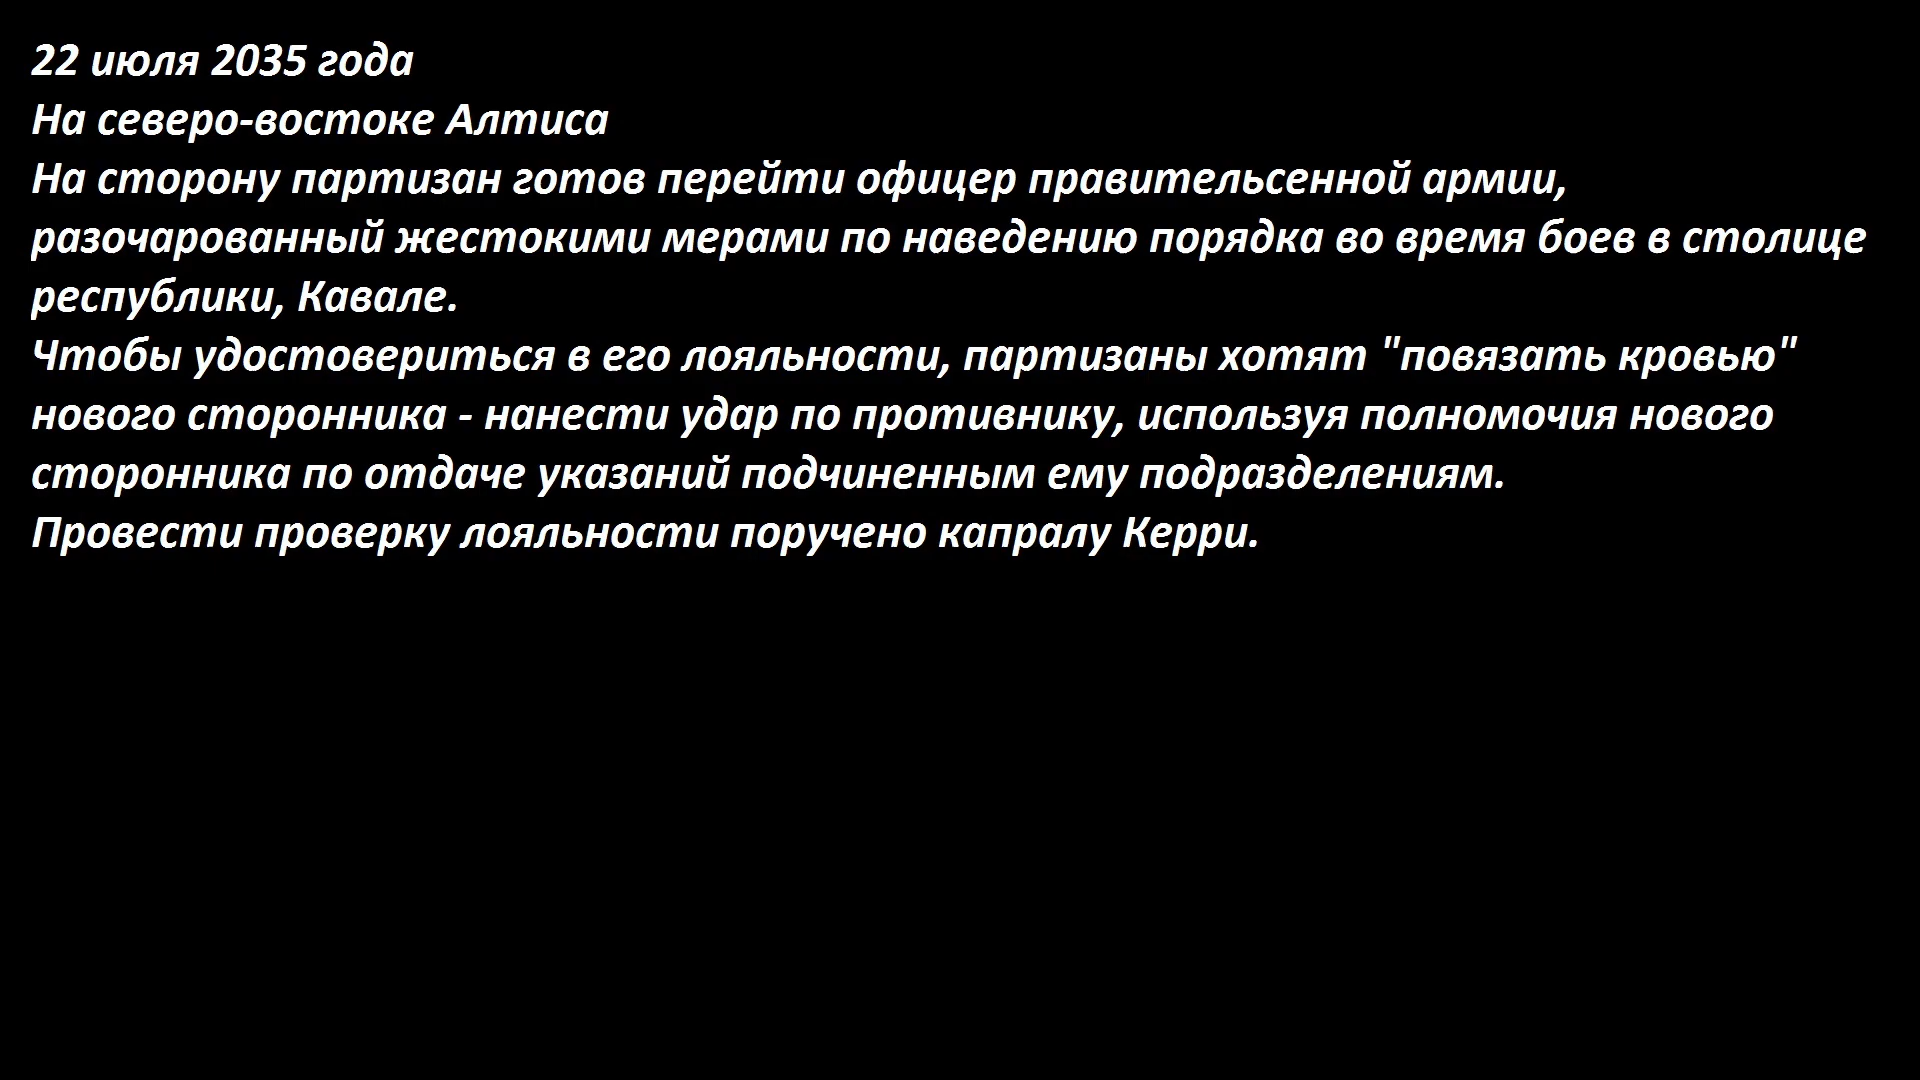 22 июля 2035 года
На северо-востоке Алтиса
На сторону партизан готов перейти офицер правительсенной армии,
разочарованный жестокими мерами по наведению порядка во время боев в столице
республики, Кавале.
Чтобы удостовериться в его лояльности, партизаны хотят "повязать кровью"
нового сторонника - нанести удар по противнику, используя полномочия нового
сторонника по отдаче указаний подчиненным ему подразделениям.
Провести проверку лояльности поручено капралу Керри.